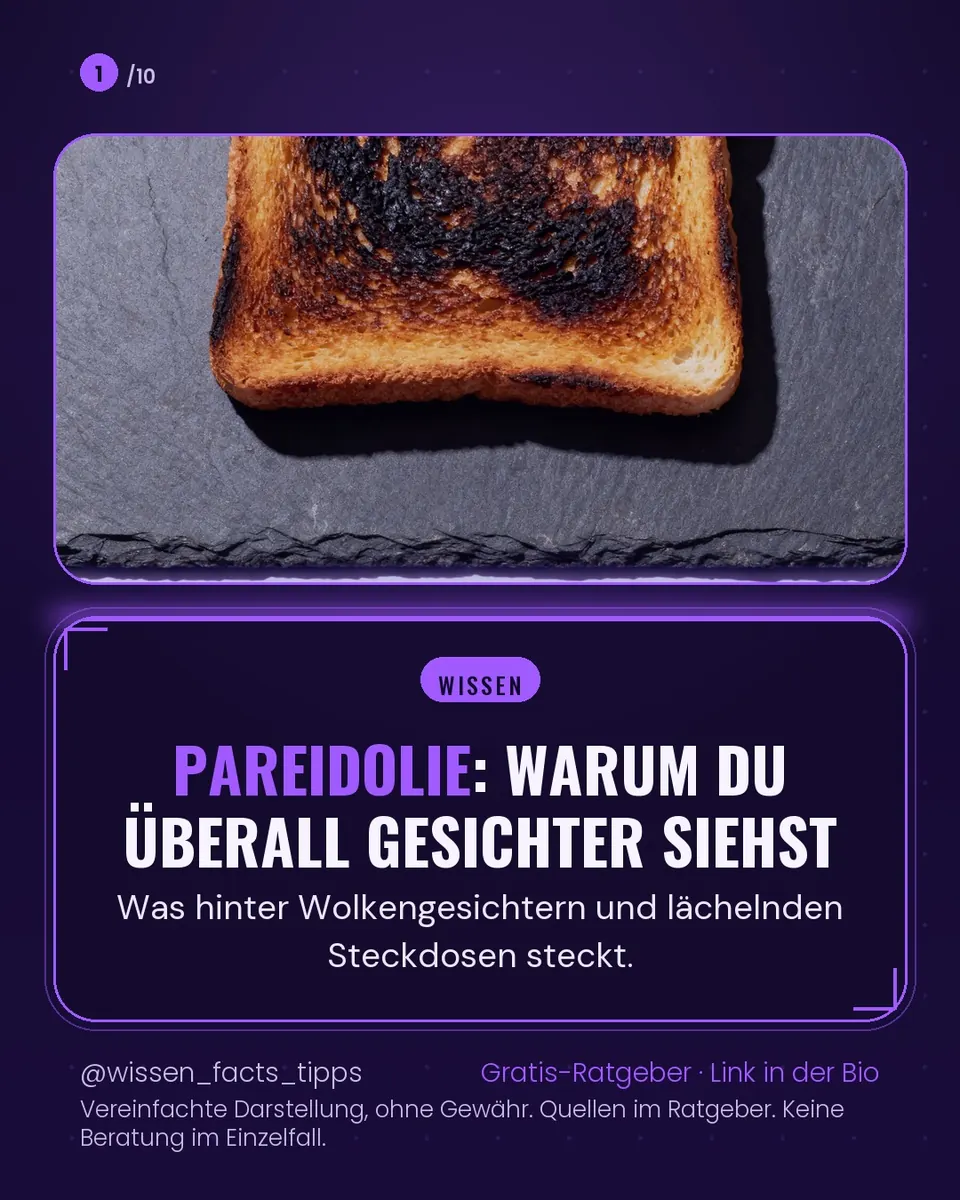 1 /10
WISSEN
PAREIDOLIE: WARUM DU
ÜBERALL GESICHTER SIEHST
Was hinter Wolkengesichtern und lächelnden
Steckdosen steckt.
@wissen_facts_tipps
Gratis-Ratgeber · Link in der Bio
Vereinfachte Darstellung, ohne Gewähr. Quellen im Ratgeber. Keine
Beratung im Einzelfall.